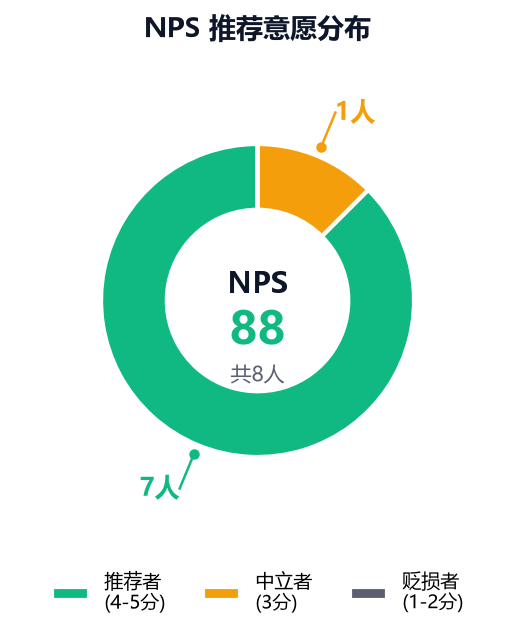 NPS 推荐意愿分布
1人
NPS
88
共8人
7人
推荐者
(4-5分)
中立者
(3分)
贬损者
(1-2分)